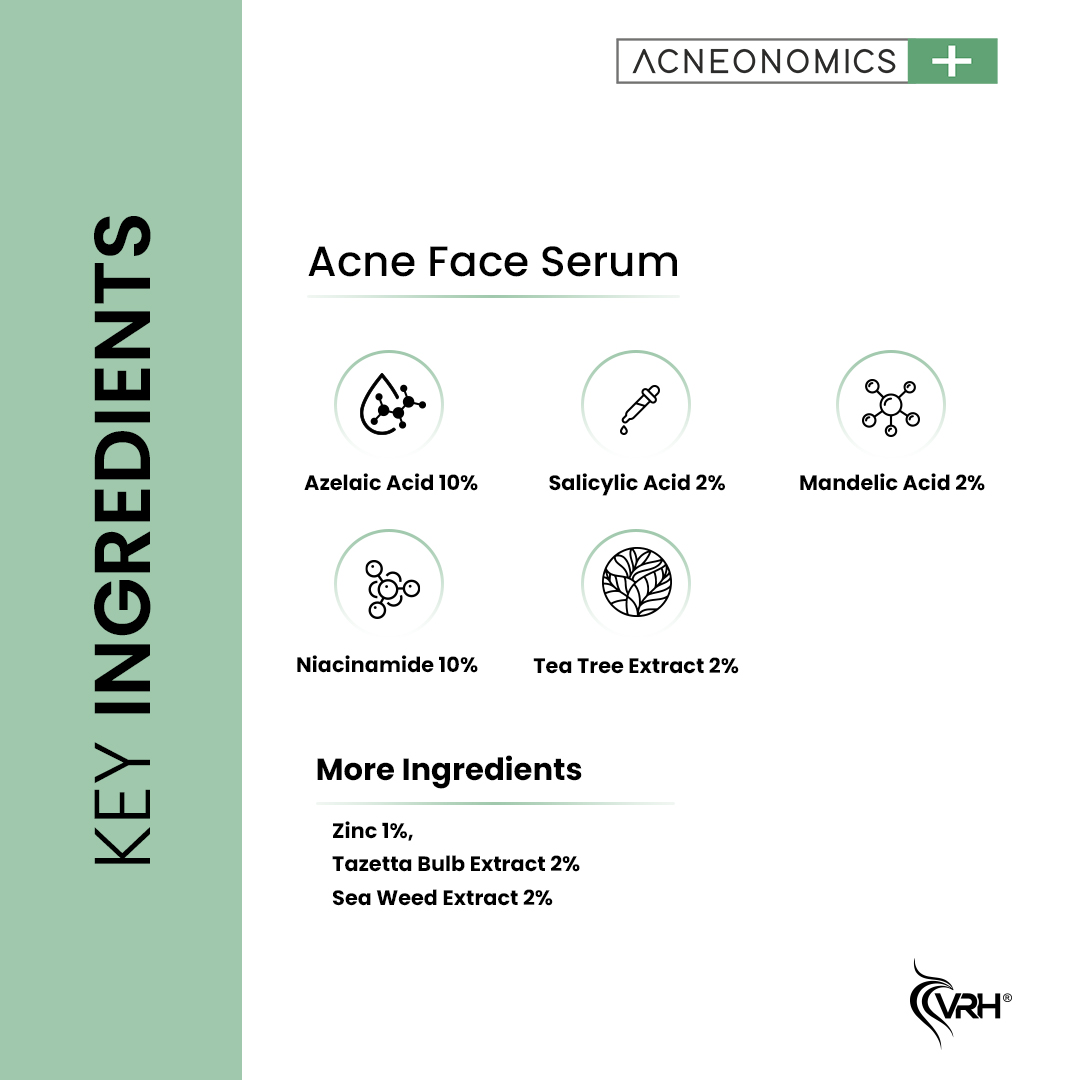 KEY INGREDIENTS
ACNEONOMICS +
Acne Face Serum
Azelaic Acid 10%
Salicylic Acid 2%
Mandelic Acid 2%
Niacinamide 10%
Tea Tree Extract 2%
More Ingredients
Zinc 1%,
Tazetta Bulb Extract 2%
Sea Weed Extract 2%
VRH®